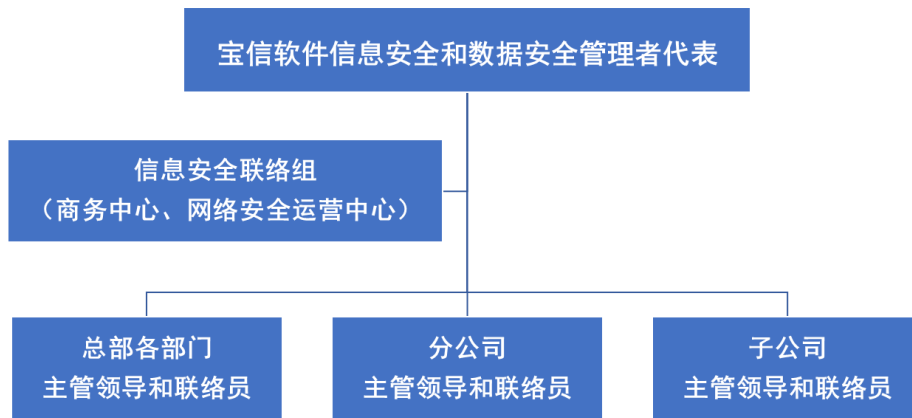 宝信软件信息安全和数据安全管理者代表
信息安全联络组
（商务中心、网络安全运营中心）
总部各部门
主管领导和联络员
分公司
主管领导和联络员
子公司
主管领导和联络员